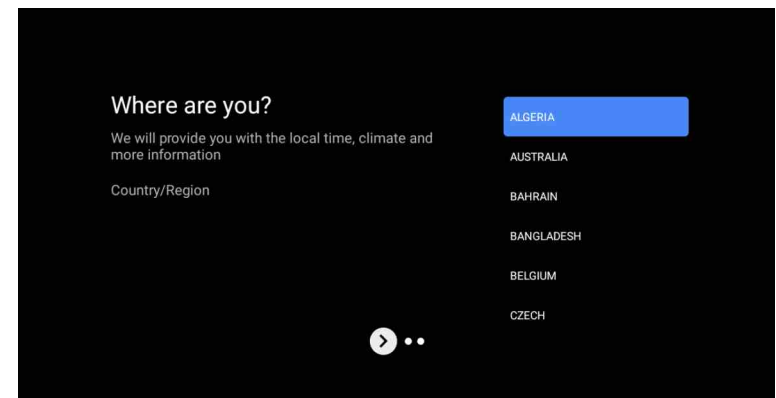 Where are you?
We will provide you with the local time, climate and
more information
Country/Region
ALGERIA
AUSTRALIA
BAHRAIN
BANGLADESH
BELGIUM
CZECH